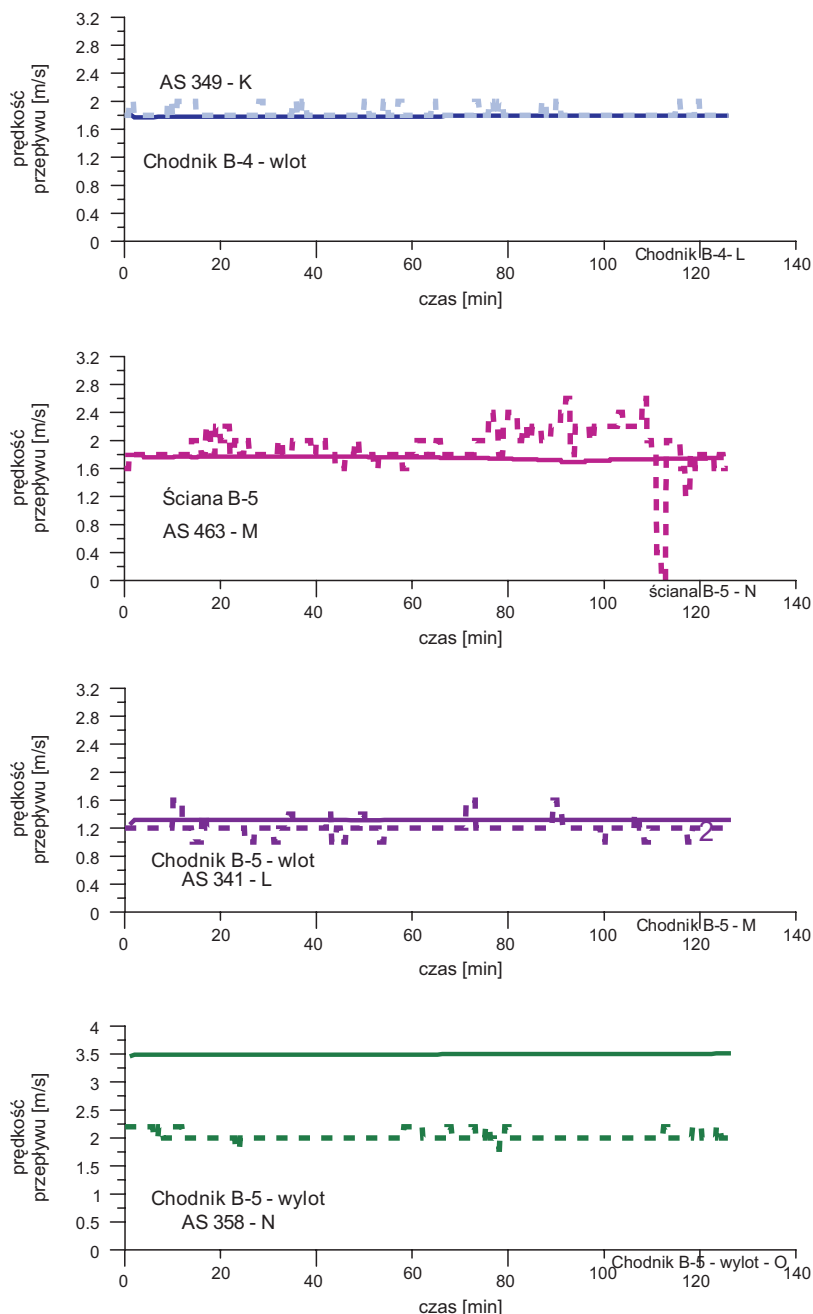 prędkość
przepływu [m/s]
3.2
2.8
2.4
2
1.6
1.2
0.8
0.4
0
AS 349 - K
Chodnik B-4 - wlot
Chodnik B-4- L
0 20 40 60 80 100 120 140
czas [min]
prędkość
przepływu [m/s]
3.2
2.8
2.4
2
1.6
1.2
0.8
0.4
0
Ściana B-5
AS 463 - M
ściana B-5 - N
0 20 40 60 80 100 120 140
czas [min]
prędkość
przepływu [m/s]
3.2
2.8
2.4
2
1.6
1.2
0.8
0.4
0
2
Chodnik B-5 - wlot
AS 341 - L
Chodnik B-5 - M
0 20 40 60 80 100 120 140
czas [min]
prędkość
przepływu [m/s]
4
3.5
3
2.5
2
1.5
1
0.5
0
Chodnik B-5 - wylot
AS 358 - N
Chodnik B-5 - wylot - O
0 20 40 60 80 100 120 140
czas [min]